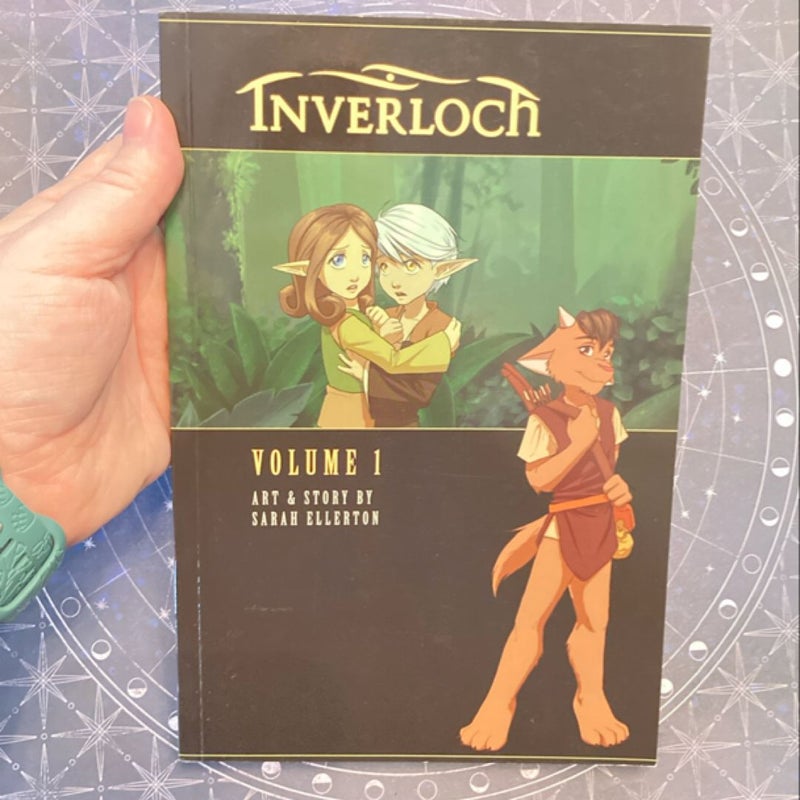 INVERLOCH
VOLUME 1
ART & STORY BY
SARAH ELLERTON